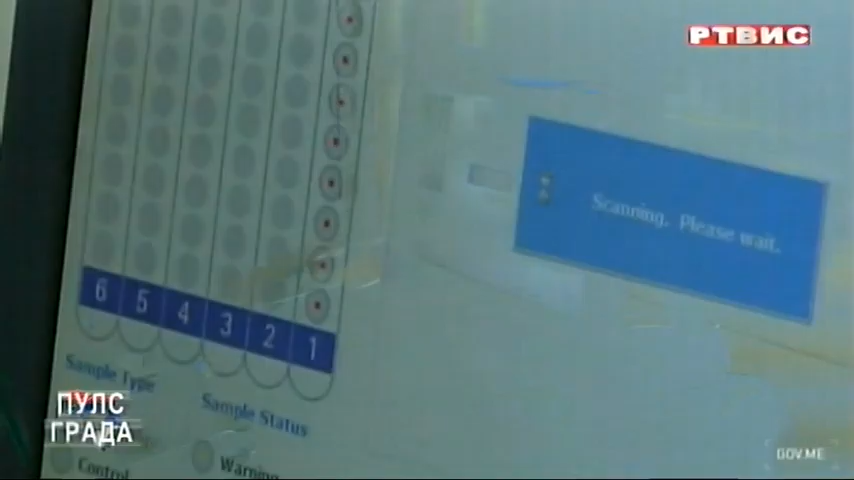 РТВИС
Scanning. Please wait.
6 5 4 3 2 1
Sample Type
Sample Status
Control
Warning
ПУЛС
ГРАДА
GOV.ME